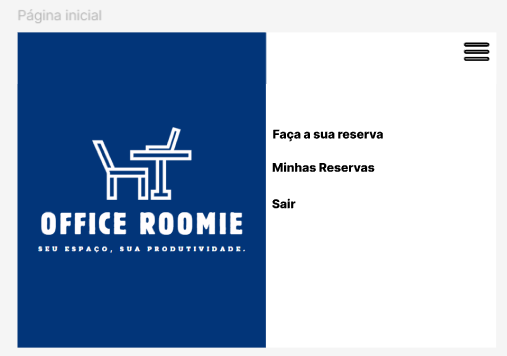 Página inicial
Faça a sua reserva
Minhas Reservas
Sair
OFFICE ROOMIE
SEU ESPAÇO, SUA PRODUTIVIDADE.